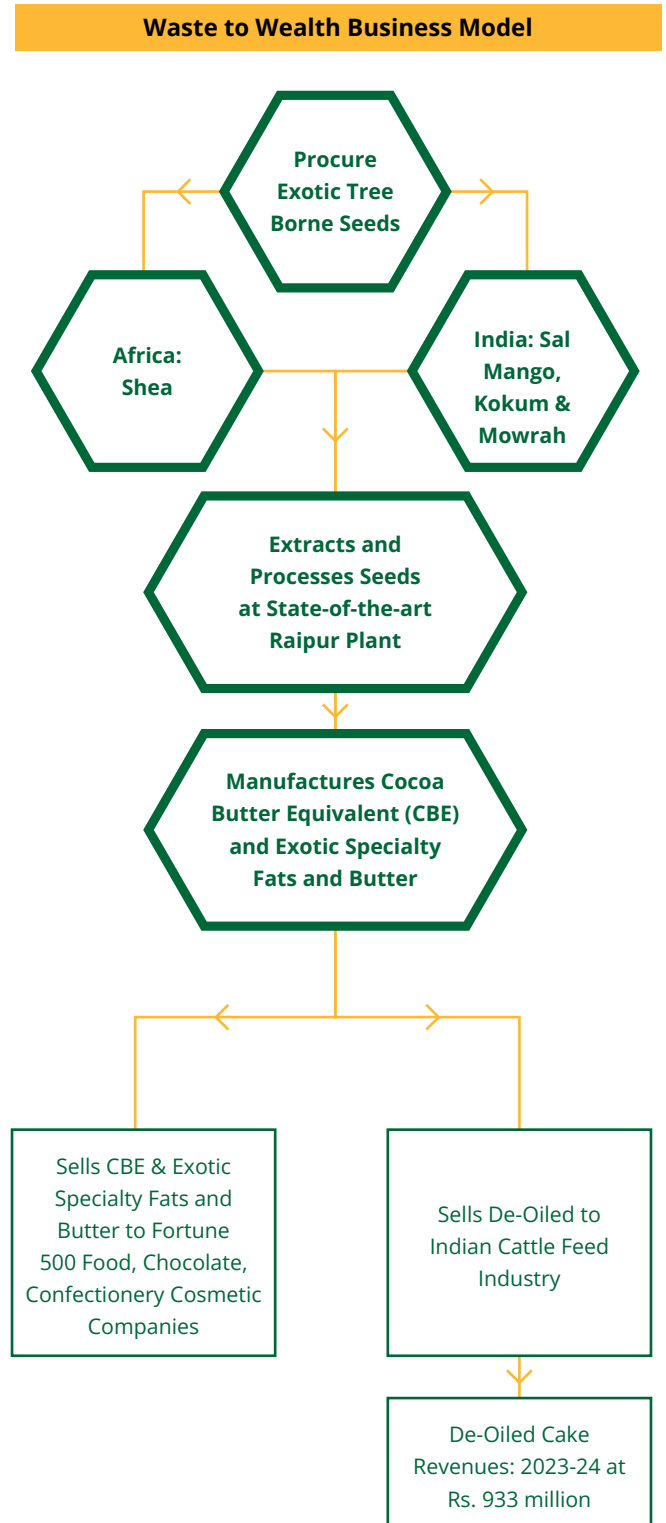 Waste to Wealth Business Model
Procure
Exotic Tree
Borne Seeds
Africa:
Shea
India: Sal
Mango,
Kokum &
Mowrah
Extracts and
Processes Seeds
at State-of-the-art
Raipur Plant
Manufactures Cocoa
Butter Equivalent (CBE)
and Exotic Specialty
Fats and Butter
Sells CBE & Exotic
Specialty Fats and
Butter to Fortune
500 Food, Chocolate,
Confectionery Cosmetic
Companies
Sells De-Oiled to
Indian Cattle Feed
Industry
De-Oiled Cake
Revenues: 2023-24 at
Rs. 933 million